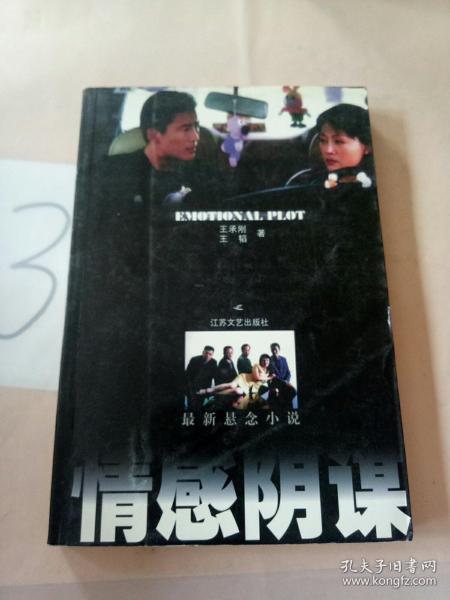 3
EMOTIONAL PLOT
王承刚
王 韬 著
江苏文艺出版社
最新悬念小说
情感阴谋
孔夫子旧书网
www.kongfz.com